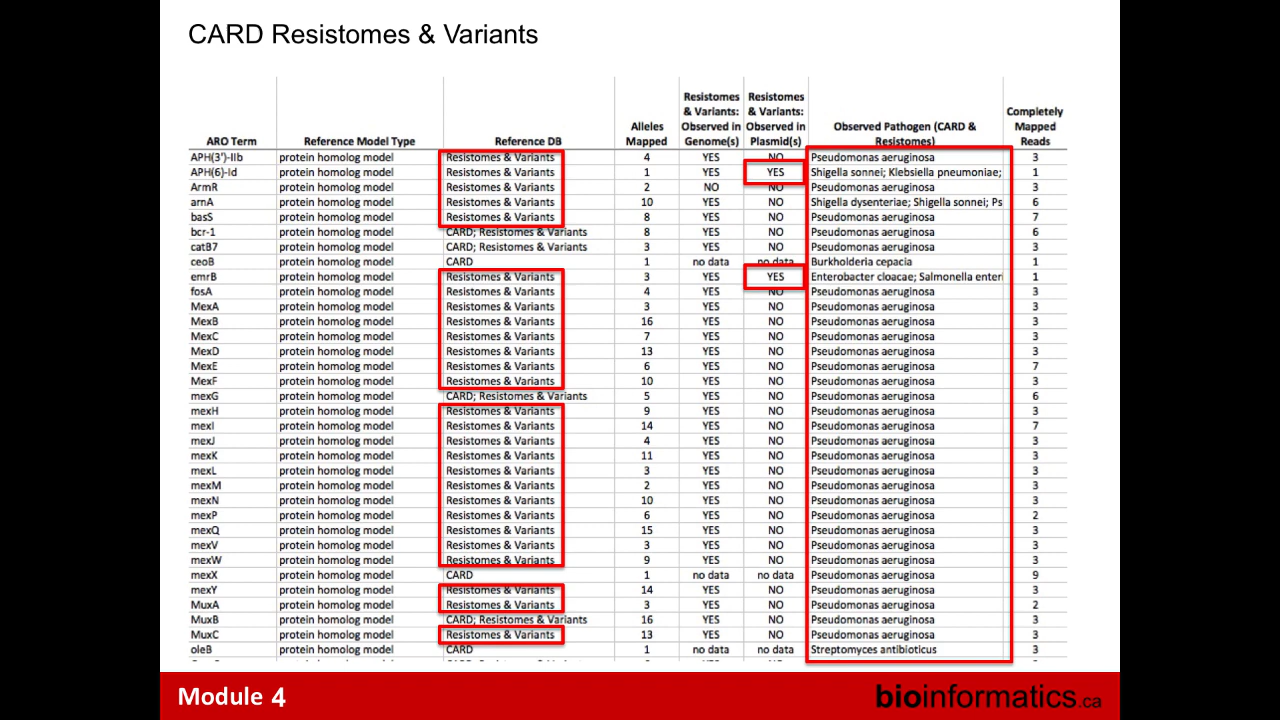 CARD Resistomes & Variants
Resistomes Resistomes
& Variants: & Variants: Completely
Alleles Observed in Observed in Observed Pathogen (CARD & Mapped
ARO Term Reference Model Type Reference DB Mapped Genome(s) Plasmid(s) Resistomes) Reads
APH(3')-IIb protein homolog model Resistomes & Variants 4 YES NO Pseudomonas aeruginosa 3
APH(6)-Id protein homolog model Resistomes & Variants 1 YES YES Shigella sonnei; Klebsiella pneumoniae; 1
ArmR protein homolog model Resistomes & Variants 2 NO NO Pseudomonas aeruginosa 3
arnA protein homolog model Resistomes & Variants 10 YES NO Shigella dysenteriae; Shigella sonnei; Ps 6
basS protein homolog model Resistomes & Variants 8 YES NO Pseudomonas aeruginosa 7
bcr-1 protein homolog model CARD; Resistomes & Variants 8 YES NO Pseudomonas aeruginosa 6
catB7 protein homolog model CARD; Resistomes & Variants 3 YES NO Pseudomonas aeruginosa 3
ceoB protein homolog model CARD 1 no data no data Burkholderia cepacia 1
emrB protein homolog model Resistomes & Variants 3 YES YES Enterobacter cloacae; Salmonella enteri 1
fosA protein homolog model Resistomes & Variants 4 YES NO Pseudomonas aeruginosa 3
MexA protein homolog model Resistomes & Variants 3 YES NO Pseudomonas aeruginosa 3
MexB protein homolog model Resistomes & Variants 16 YES NO Pseudomonas aeruginosa 3
MexC protein homolog model Resistomes & Variants 7 YES NO Pseudomonas aeruginosa 3
MexD protein homolog model Resistomes & Variants 13 YES NO Pseudomonas aeruginosa 3
MexE protein homolog model Resistomes & Variants 6 YES NO Pseudomonas aeruginosa 7
MexF protein homolog model Resistomes & Variants 10 YES NO Pseudomonas aeruginosa 3
mexG protein homolog model CARD; Resistomes & Variants 5 YES NO Pseudomonas aeruginosa 6
mexH protein homolog model Resistomes & Variants 9 YES NO Pseudomonas aeruginosa 3
mexI protein homolog model Resistomes & Variants 14 YES NO Pseudomonas aeruginosa 7
mexJ protein homolog model Resistomes & Variants 4 YES NO Pseudomonas aeruginosa 3
mexK protein homolog model Resistomes & Variants 11 YES NO Pseudomonas aeruginosa 3
mexL protein homolog model Resistomes & Variants 3 YES NO Pseudomonas aeruginosa 3
mexM protein homolog model Resistomes & Variants 2 YES NO Pseudomonas aeruginosa 3
mexN protein homolog model Resistomes & Variants 10 YES NO Pseudomonas aeruginosa 3
mexP protein homolog model Resistomes & Variants 6 YES NO Pseudomonas aeruginosa 2
mexQ protein homolog model Resistomes & Variants 15 YES NO Pseudomonas aeruginosa 3
mexV protein homolog model Resistomes & Variants 3 YES NO Pseudomonas aeruginosa 3
mexW protein homolog model Resistomes & Variants 9 YES NO Pseudomonas aeruginosa 3
mexX protein homolog model CARD 1 no data no data Pseudomonas aeruginosa 9
mexY protein homolog model Resistomes & Variants 14 YES NO Pseudomonas aeruginosa 3
MuxA protein homolog model Resistomes & Variants 3 YES NO Pseudomonas aeruginosa 2
MuxB protein homolog model CARD; Resistomes & Variants 16 YES NO Pseudomonas aeruginosa 3
MuxC protein homolog model Resistomes & Variants 13 YES NO Pseudomonas aeruginosa 3
oleB protein homolog model CARD 1 no data no data Streptomyces antibioticus 3
Module 4 bioinformatics.ca